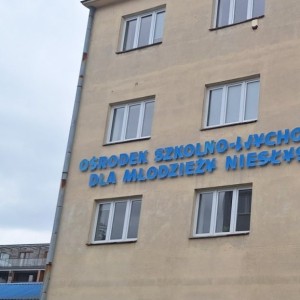 OŚRODEK SZKOLNO-WYCHO
DLA MŁODZIEŻY NIESŁY